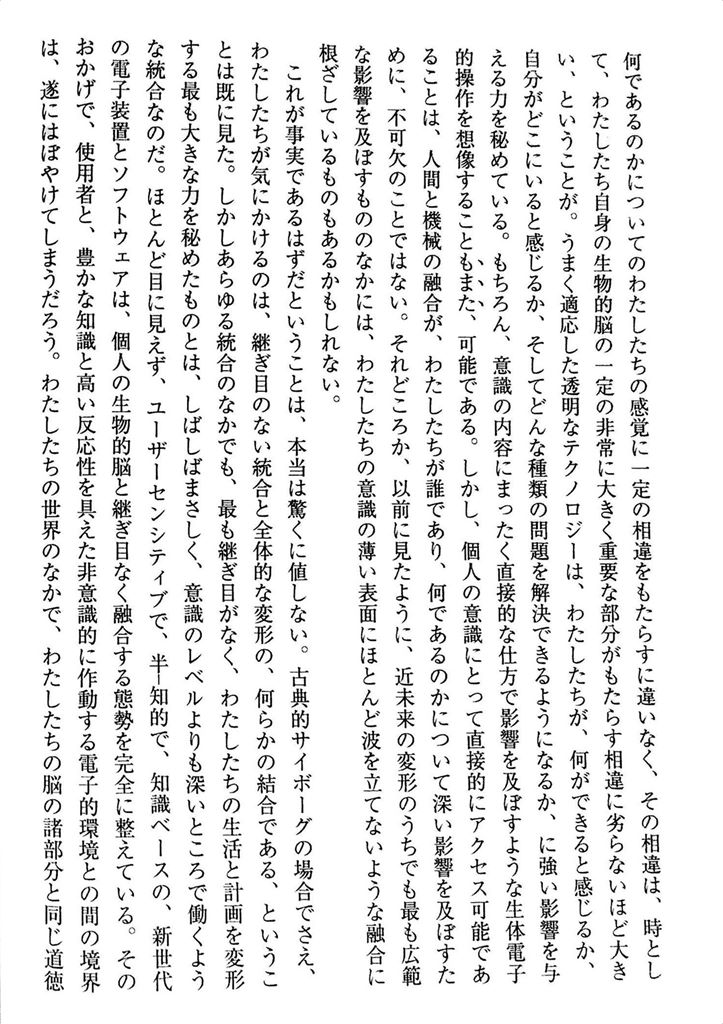 何であるのかについてのわたしたちの感覚に一定の相違をもたらすに違いなく、その相違は、時とし
て、わたしたち自身の生物的脳の一定の非常に大きく重要な部分がもたらす相違に劣らないほど大き
い、ということが。うまく適応した透明なテクノロジーは、わたしたちが、何ができると感じるか、
自分がどこにいると感じるか、そしてどんな種類の問題を解決できるようになるか、に強い影響を与
える力を秘めている。もちろん、意識の内容にまったく直接的な仕方で影響を及ぼすような生体電子
的操作を想像することもまた、可能である。しかし、個人の意識にとって直接的にアクセス可能であ
ることは、人間と機械の融合が、わたしたちが誰であり、何であるのかについて深い影響を及ぼすた
めに、不可欠のことではない。それどころか、以前に見たように、近未来の変形のうちでも最も広範
な影響を及ぼすもののなかには、わたしたちの意識の薄い表面にほとんど波を立てないような融合に
根ざしているものもあるかもしれない。
これが事実であるはずだということは、本当は驚くに値しない。古典的サイボーグの場合でさえ、
わたしたちが気にかけるのは、継ぎ目のない統合と全体的な変形の、何らかの結合である、というこ
とは既に見た。しかしあらゆる統合のなかでも、最も継ぎ目がなく、わたしたちの生活と計画を変形
する最も大きな力を秘めたものとは、しばしばまさしく、意識のレベルよりも深いところで働くよう
な統合なのだ。ほとんど目に見えず、ユーザーセンシティブで、半‐知的で、知識ベースの、新世代
の電子装置とソフトウェアは、個人の生物的脳と継ぎ目なく融合する態勢を完全に整えている。その
おかげで、使用者と、豊かな知識と高い反応性を具えた非意識的に作動する電子的環境との間の境界
は、遂にはぼやけてしまうだろう。わたしたちの世界のなかで、わたしたちの脳の諸部分と同じ道徳